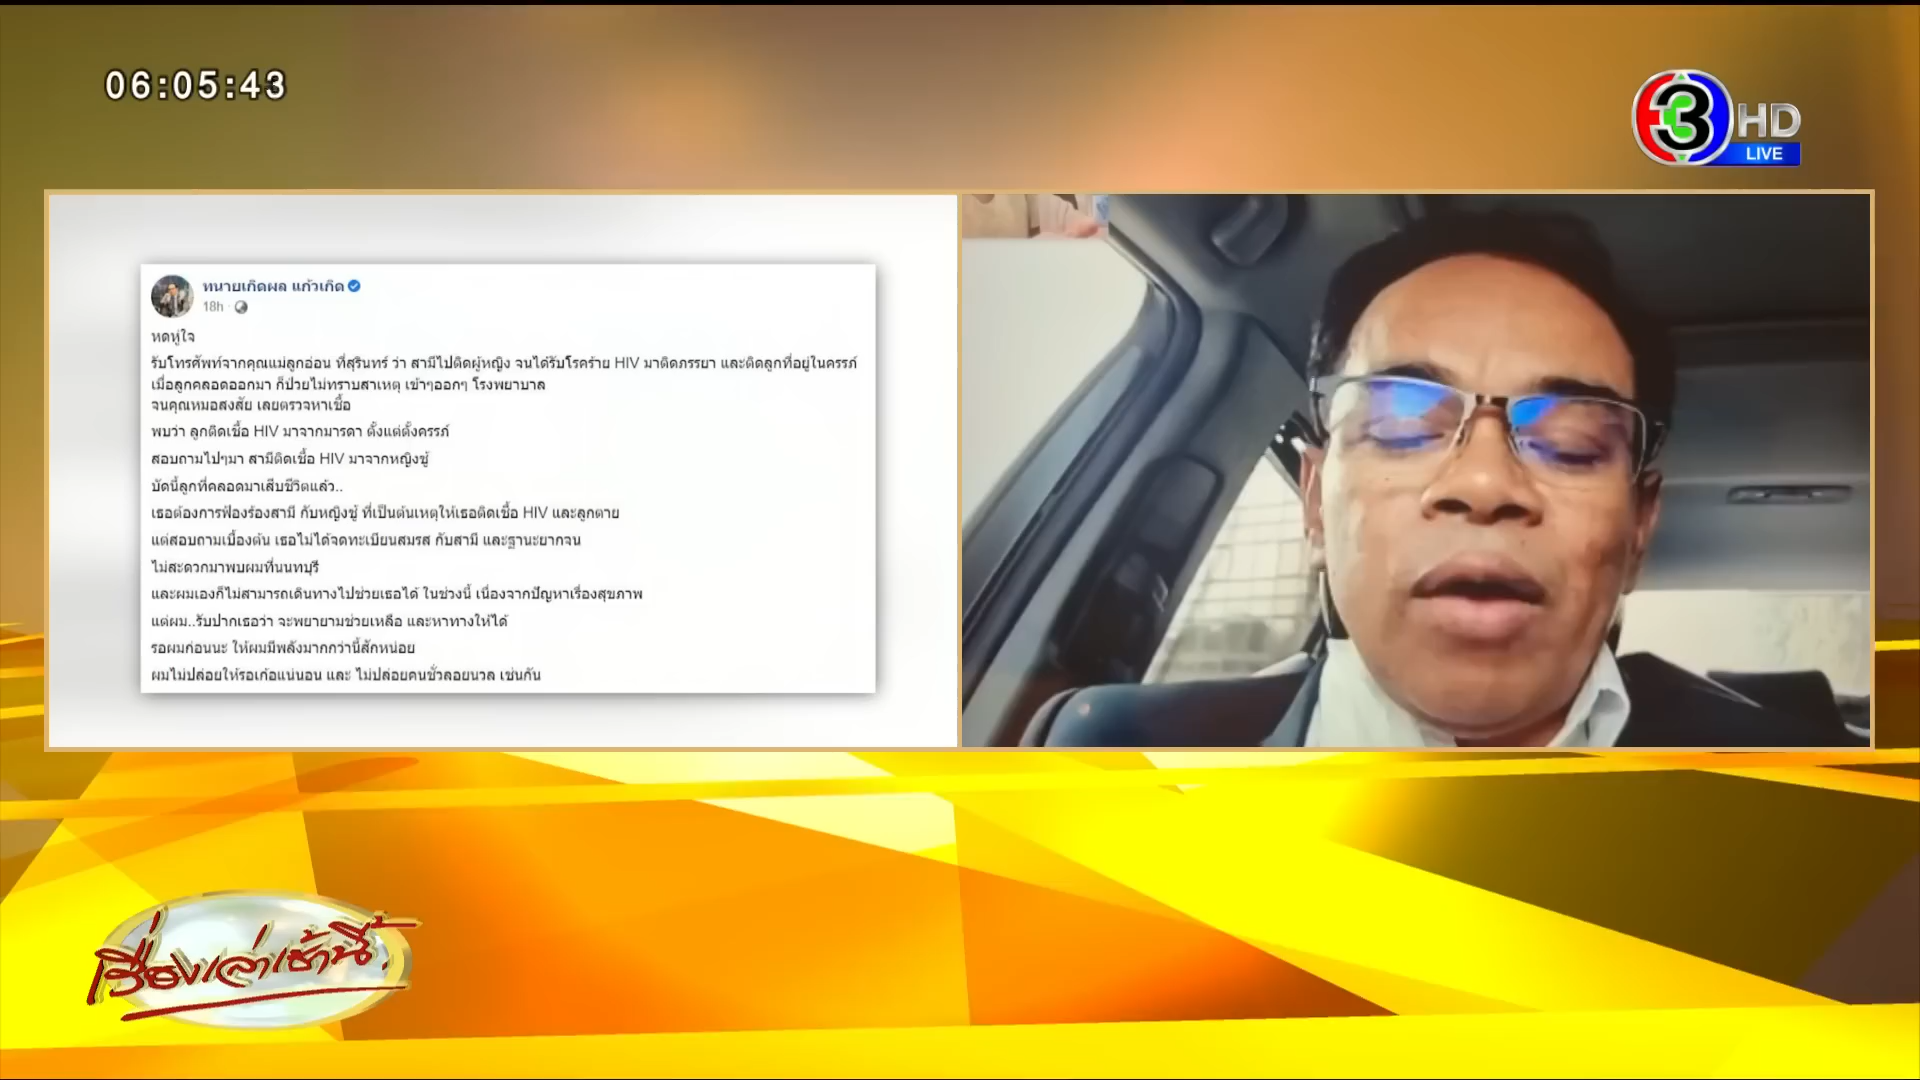 06:05:43
3 HD
LIVE
ทนายเกิดผล แก้วเกิด
18h
หดหู่ใจ
รับโทรศัพท์จากคุณแม่ลูกอ่อน ที่สุรินทร์ ว่า สามีไปติดผู้หญิง จนได้รับโรคร้าย HIV มาติดภรรยา และติดลูกที่อยู่ในครรภ์
เมื่อลูกคลอดออกมา ก็ป่วยไม่ทราบสาเหตุ เข้าๆออกๆ โรงพยาบาล
จนคุณหมอสงสัย เลยตรวจหาเชื้อ
พบว่า ลูกติดเชื้อ HIV มาจากมารดา ตั้งแต่ตั้งครรภ์
สอบถามไปๆมา สามีติดเชื้อ HIV มาจากหญิงชู้
บัดนี้ลูกที่คลอดมาเสียชีวิตแล้ว..
เธอต้องการฟ้องร้องสามี กับหญิงชู้ ที่เป็นต้นเหตุให้เธอติดเชื้อ HIV และลูกตาย
แต่สอบถามเบื้องต้น เธอไม่ได้จดทะเบียนสมรส กับสามี และฐานะยากจน
ไม่สะดวกมาพบผมที่นนทบุรี
และผมเองก็ไม่สามารถเดินทางไปช่วยเธอได้ ในช่วงนี้ เนื่องจากปัญหาเรื่องสุขภาพ
แต่ผม..รับปากเธอว่า จะพยายามช่วยเหลือ และหาทางให้ได้
รอผมก่อนนะ ให้ผมมีพลังมากกว่านี้สักหน่อย
ผมไม่ปล่อยให้รอเก้อแน่นอน และ ไม่ปล่อยคนชั่วลอยนวล เช่นกัน
เรื่องเล่าเช้านี้